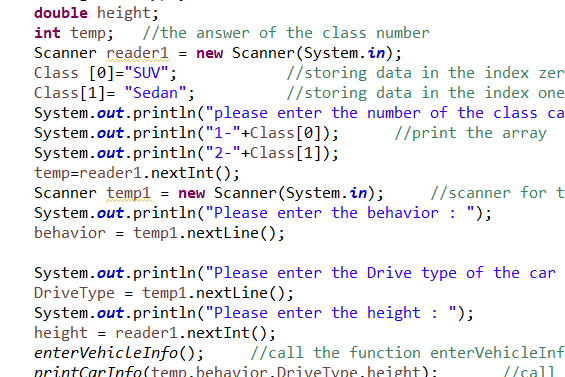 double height;
int temp; //the answer of the class number
Scanner reader1 = new Scanner(System.in);
Class [0]="SUV"; //storing data in the index zer
Class[1]= "Sedan"; //storing data in the index one
System.out.println("please enter the number of the class ca
System.out.println("1-"+Class[0]); //print the array
System.out.println("2-"+Class[1]);
temp=reader1.nextInt();
Scanner temp1 = new Scanner(System.in); //scanner for t
System.out.println("Please enter the behavior : ");
behavior = temp1.nextLine();
System.out.println("Please enter the Drive type of the car
DriveType = temp1.nextLine();
System.out.println("Please enter the height : ");
height = reader1.nextInt();
enterVehicleInfo(); //call the function enterVehicleInf
printCarInfo(temp,behavior,DriveType,height); //call